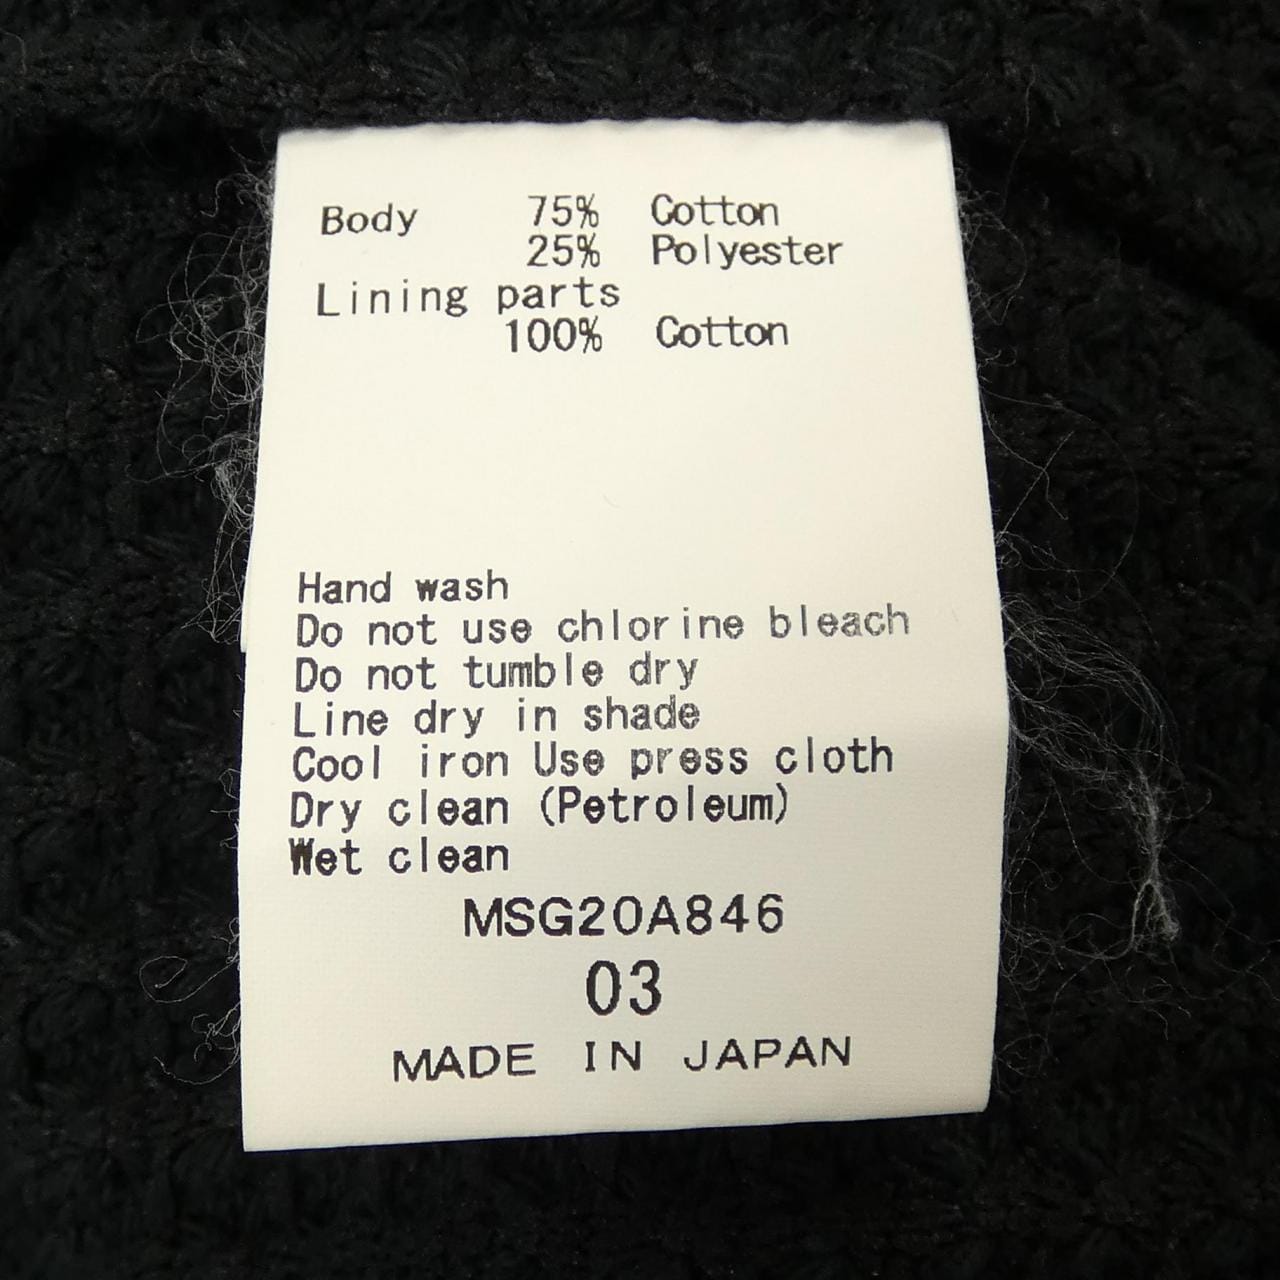 Body 75% Cotton
25% Polyester
Lining parts
100% Cotton
Hand wash
Do not use chlorine bleach
Do not tumble dry
Line dry in shade
Cool iron Use press cloth
Dry clean (Petroleum)
Wet clean
MSG20A846
03
MADE IN JAPAN